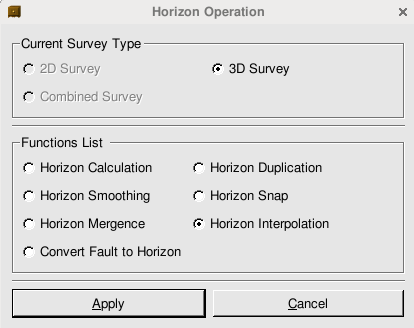 Horizon Operation
Current Survey Type
2D Survey
3D Survey
Combined Survey
Functions List
Horizon Calculation
Horizon Duplication
Horizon Smoothing
Horizon Snap
Horizon Mergence
Horizon Interpolation
Convert Fault to Horizon
Apply
Cancel